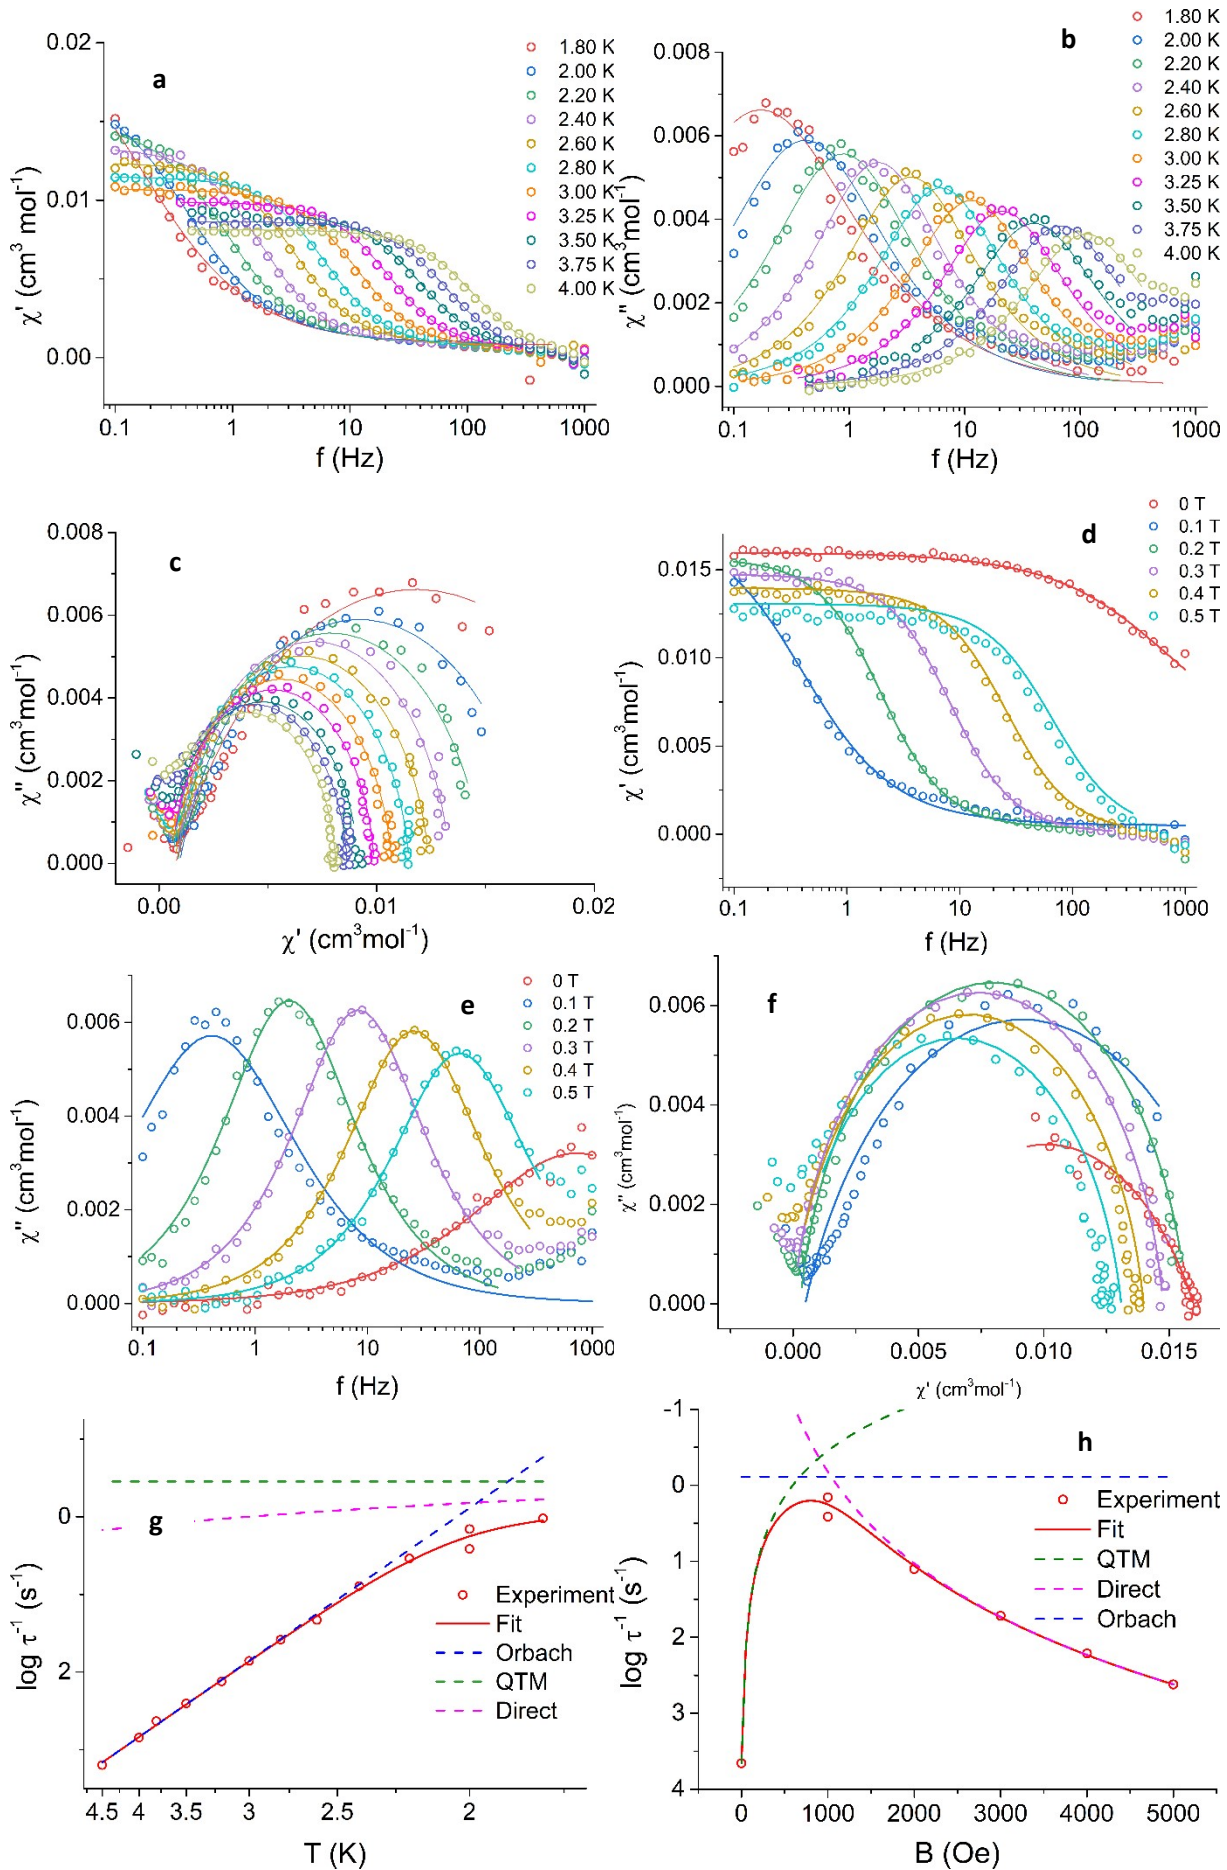 a
0.02
0.01
0.00
χ' (cm³ mol⁻¹)
0.1 1 10 100 1000
f (Hz)
1.80 K
2.00 K
2.20 K
2.40 K
2.60 K
2.80 K
3.00 K
3.25 K
3.50 K
3.75 K
4.00 K
b
0.008
0.006
0.004
0.002
0.000
χ" (cm³mol⁻¹)
0.1 1 10 100 1000
f (Hz)
1.80 K
2.00 K
2.20 K
2.40 K
2.60 K
2.80 K
3.00 K
3.25 K
3.50 K
3.75 K
4.00 K
c
0.008
0.006
0.004
0.002
0.000
χ" (cm³mol⁻¹)
0.00 0.01 0.02
χ' (cm³mol⁻¹)
d
0.015
0.010
0.005
0.000
χ' (cm³mol⁻¹)
0.1 1 10 100 1000
f (Hz)
0 T
0.1 T
0.2 T
0.3 T
0.4 T
0.5 T
e
0.006
0.004
0.002
0.000
χ" (cm³mol⁻¹)
0.1 1 10 100 1000
f (Hz)
0 T
0.1 T
0.2 T
0.3 T
0.4 T
0.5 T
f
0.006
0.004
0.002
0.000
χ" (cm³mol⁻¹)
0.000 0.005 0.010 0.015
χ' (cm³mol⁻¹)
g
0
2
log τ⁻¹ (s⁻¹)
4.5 4 3.5 3 2.5 2
T (K)
Experiment
Fit
Orbach
QTM
Direct
h
-1
0
1
2
3
4
log τ⁻¹ (s⁻¹)
0 1000 2000 3000 4000 5000
B (Oe)
Experiment
Fit
QTM
Direct
Orbach